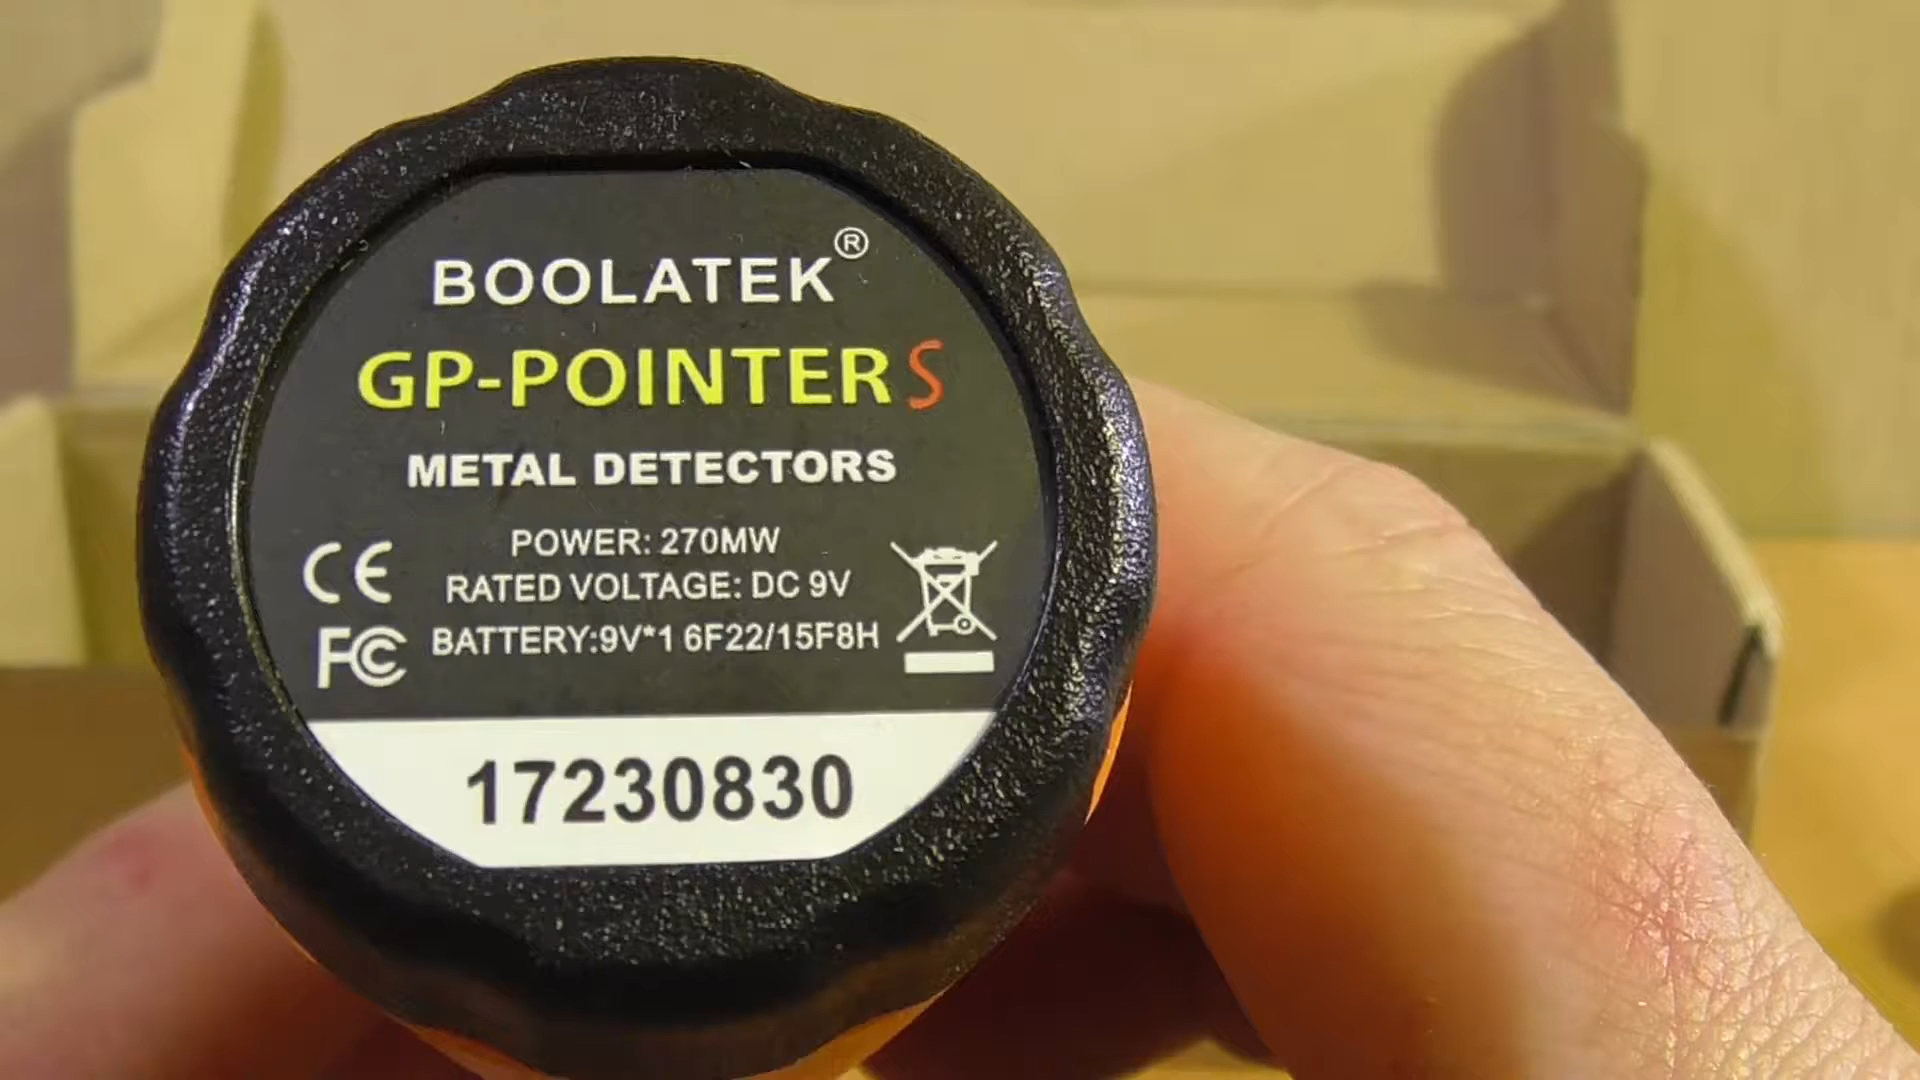 BOOLATEK®
GP-POINTER S
METAL DETECTORS
POWER: 270MW
RATED VOLTAGE: DC 9V
BATTERY:9V*1 6F22/15F8H
CE
FC
17230830